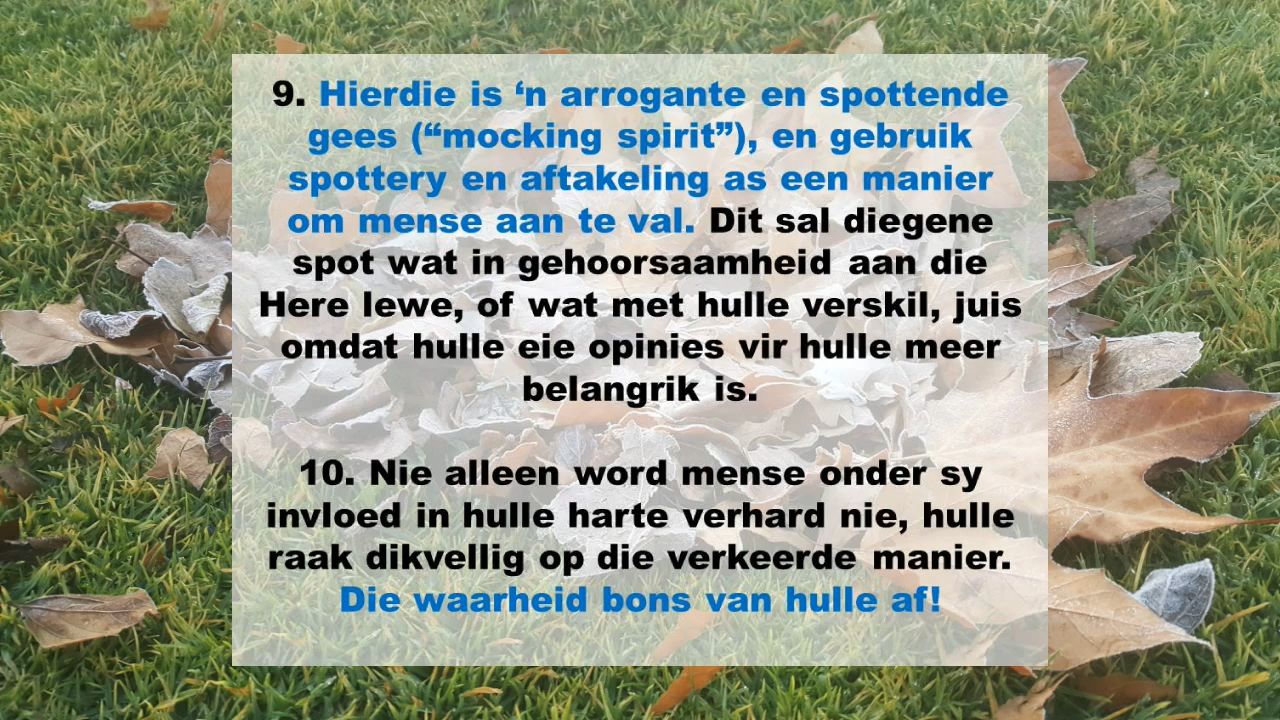 9. Hierdie is ‘n arrogante en spottende
gees (“mocking spirit”), en gebruik
spottery en aftakeling as een manier
om mense aan te val. Dit sal diegene
spot wat in gehoorsaamheid aan die
Here lewe, of wat met hulle verskil, juis
omdat hulle eie opinies vir hulle meer
belangrik is.
10. Nie alleen word mense onder sy
invloed in hulle harte verhard nie, hulle
raak dikvellig op die verkeerde manier.
Die waarheid bons van hulle af!